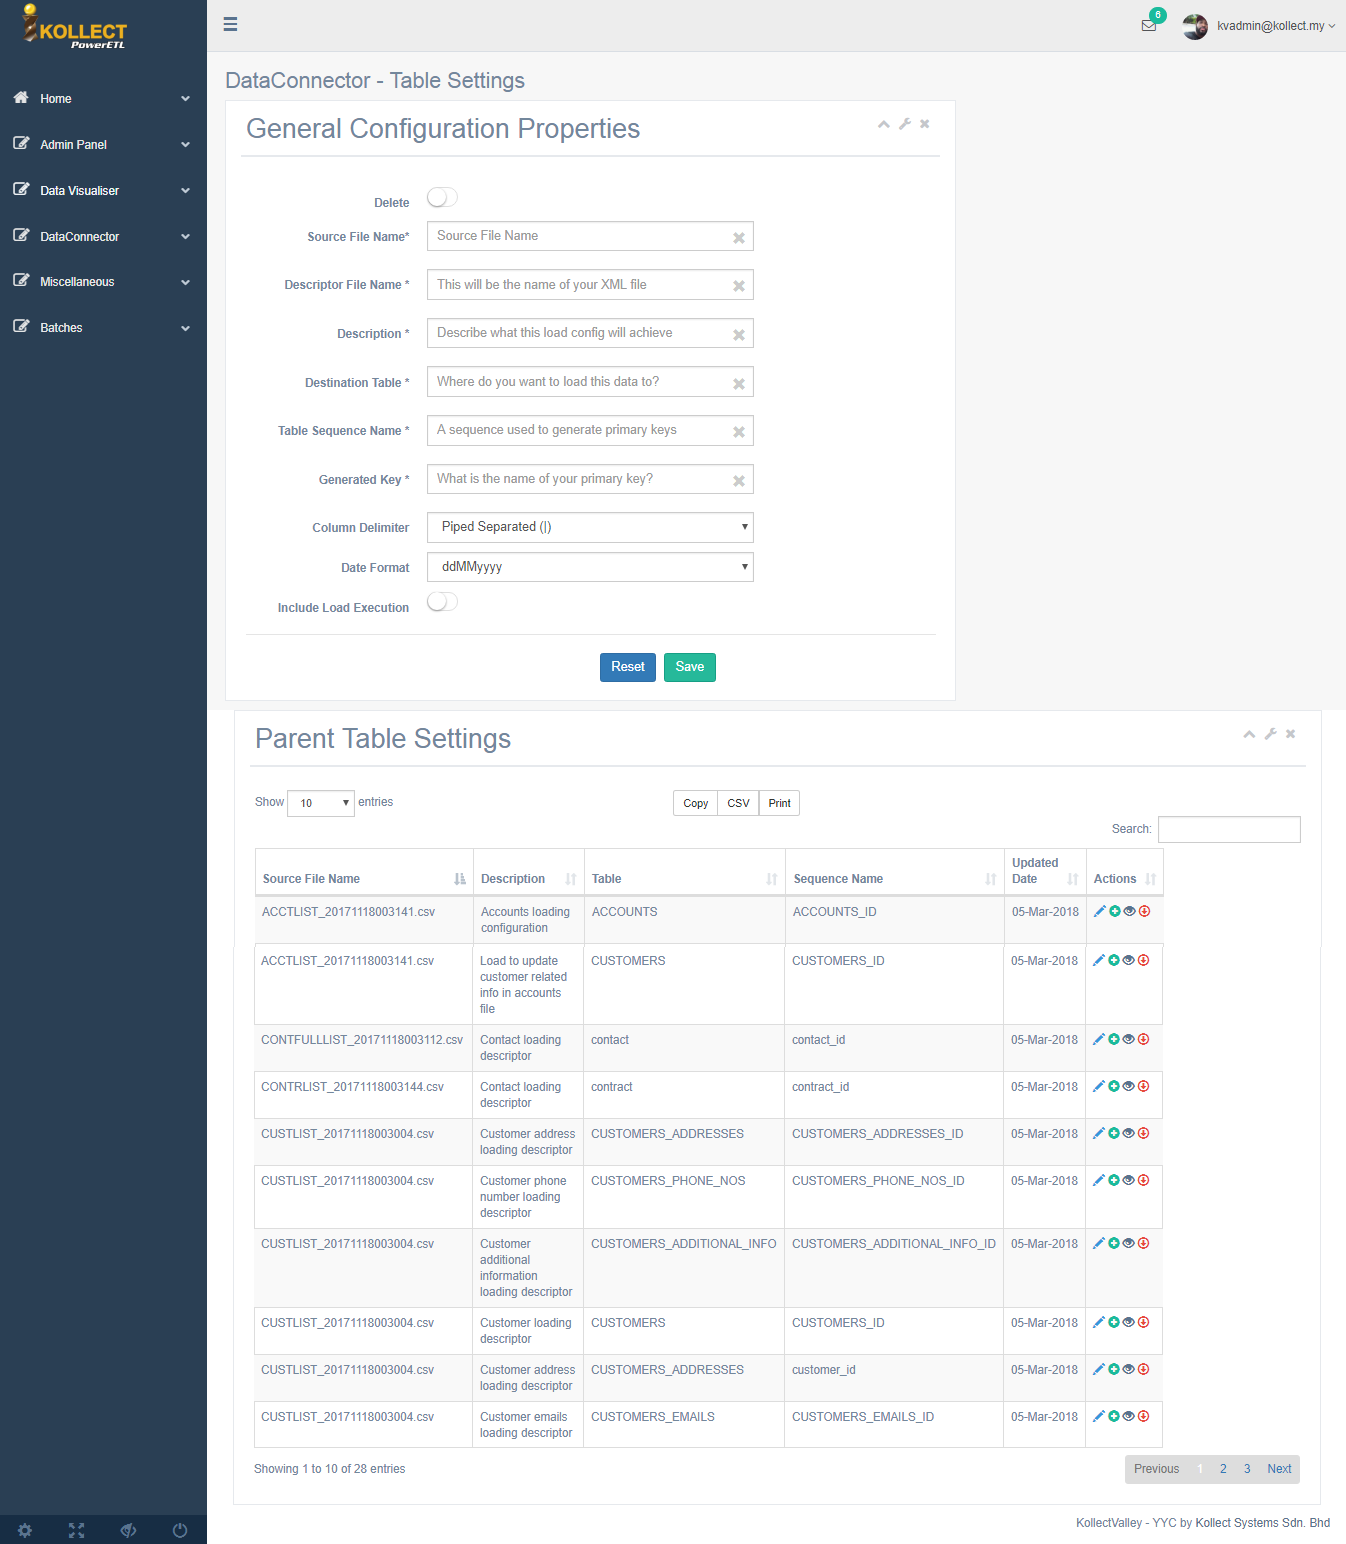 KOLLECT
PowerETL
6
kvadmin@kollect.my
Home
Admin Panel
Data Visualiser
DataConnector
Miscellaneous
Batches
DataConnector - Table Settings
General Configuration Properties
Delete
Source File Name*
Source File Name
Descriptor File Name *
This will be the name of your XML file
Description *
Describe what this load config will achieve
Destination Table *
Where do you want to load this data to?
Table Sequence Name *
A sequence used to generate primary keys
Generated Key *
What is the name of your primary key?
Column Delimiter
Piped Separated (|)
Date Format
ddMMyyyy
Include Load Execution
Reset
Save
Parent Table Settings
Show 10 entries
Copy CSV Print
Search:
Source File Name Description Table Sequence Name Updated Date Actions
ACCTLIST_20171118003141.csv Accounts loading configuration ACCOUNTS ACCOUNTS_ID 05-Mar-2018
ACCTLIST_20171118003141.csv Load to update customer related info in accounts file CUSTOMERS CUSTOMERS_ID 05-Mar-2018
CONTFULLLIST_20171118003112.csv Contact loading descriptor contact contact_id 05-Mar-2018
CONTRLIST_20171118003144.csv Contact loading descriptor contract contract_id 05-Mar-2018
CUSTLIST_20171118003004.csv Customer address loading descriptor CUSTOMERS_ADDRESSES CUSTOMERS_ADDRESSES_ID 05-Mar-2018
CUSTLIST_20171118003004.csv Customer phone number loading descriptor CUSTOMERS_PHONE_NOS CUSTOMERS_PHONE_NOS_ID 05-Mar-2018
CUSTLIST_20171118003004.csv Customer additional information loading descriptor CUSTOMERS_ADDITIONAL_INFO CUSTOMERS_ADDITIONAL_INFO_ID 05-Mar-2018
CUSTLIST_20171118003004.csv Customer loading descriptor CUSTOMERS CUSTOMERS_ID 05-Mar-2018
CUSTLIST_20171118003004.csv Customer address loading descriptor CUSTOMERS_ADDRESSES customer_id 05-Mar-2018
CUSTLIST_20171118003004.csv Customer emails loading descriptor CUSTOMERS_EMAILS CUSTOMERS_EMAILS_ID 05-Mar-2018
Showing 1 to 10 of 28 entries
Previous 1 2 3 Next
KollectValley - YYC by Kollect Systems Sdn. Bhd